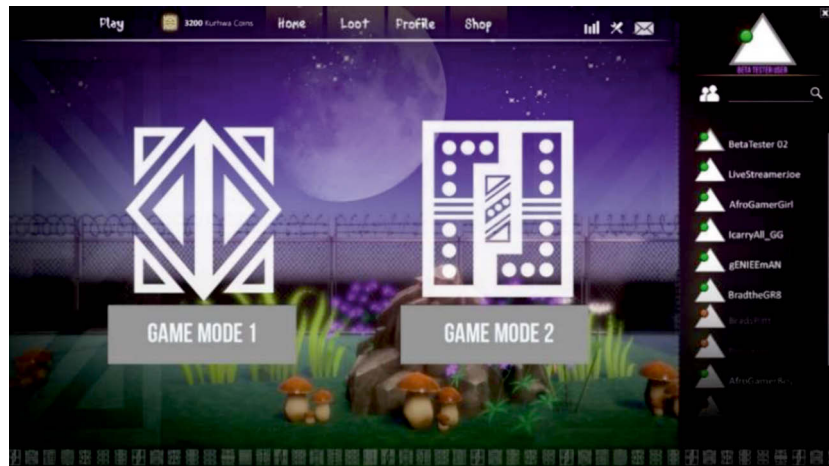 Play
3200 Kurhwa Coins
Home
Loot
Profile
Shop
BETA TESTER USER
BetaTester 02
LiveStreamerJoe
AfroGamerGirl
IcarryAll_GG
gENIEEmAN
BradtheGR8
AfroGamerBoy
GAME MODE 1
GAME MODE 2